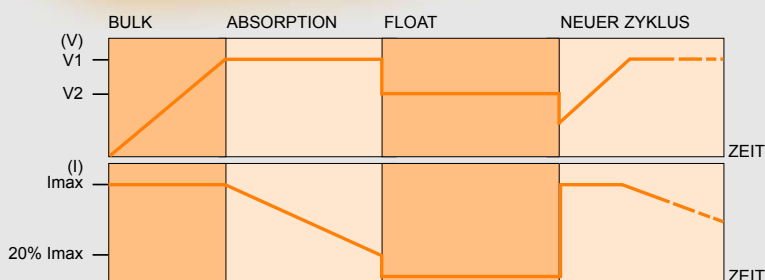 BULK ABSORPTION FLOAT NEUER ZYKLUS
(V)
V1
V2
ZEIT
(I)
Imax
20% Imax
ZEIT